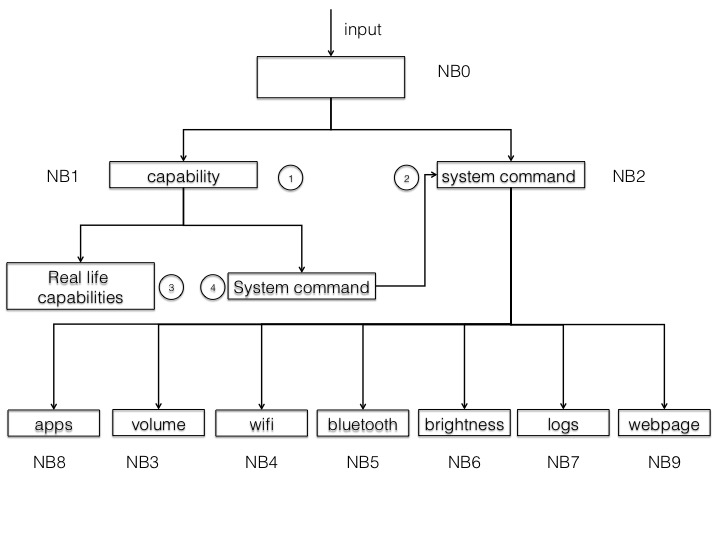 input
NB0
NB1
capability
1
2
system command
NB2
Real life
capabilities
3
4
System command
apps
volume
wifi
bluetooth
brightness
logs
webpage
NB8
NB3
NB4
NB5
NB6
NB7
NB9